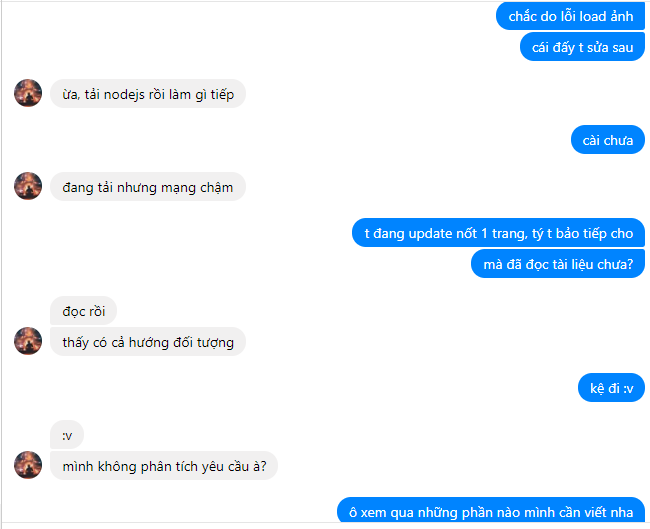 chắc do lỗi load ảnh
cái đấy t sửa sau
ừa, tải nodejs rồi làm gì tiếp
cài chưa
đang tải nhưng mạng chậm
t đang update nốt 1 trang, tý t bảo tiếp cho
mà đã đọc tài liệu chưa?
đọc rồi
thấy có cả hướng đối tượng
kệ đi :v
:v
mình không phân tích yêu cầu à?
ô xem qua những phần nào mình cần viết nha